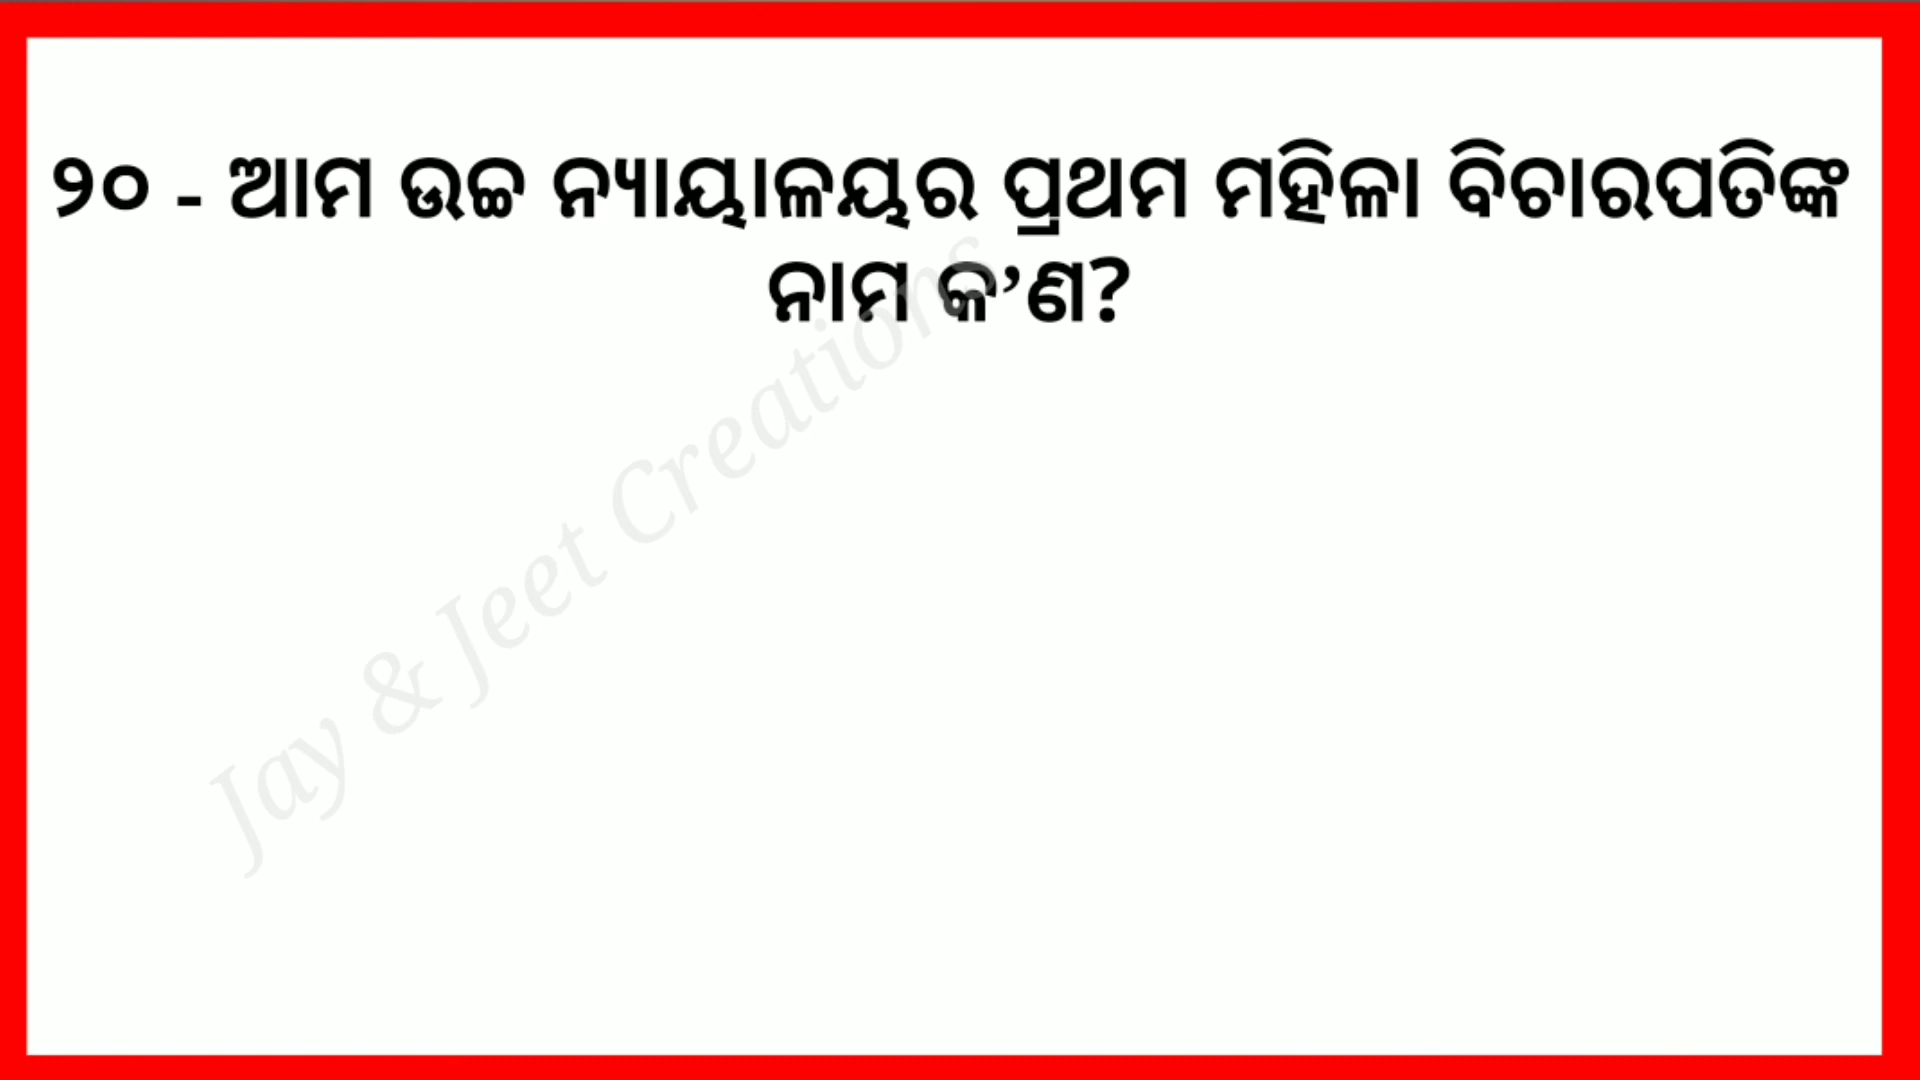 ୨୦ - ଆମ ଉଚ୍ଚ ନ୍ୟାୟାଳୟର ପ୍ରଥମ ମହିଳା ବିଚାରପତିଙ୍କ
ନାମ କ’ଣ?
Jay & Jeet Creations